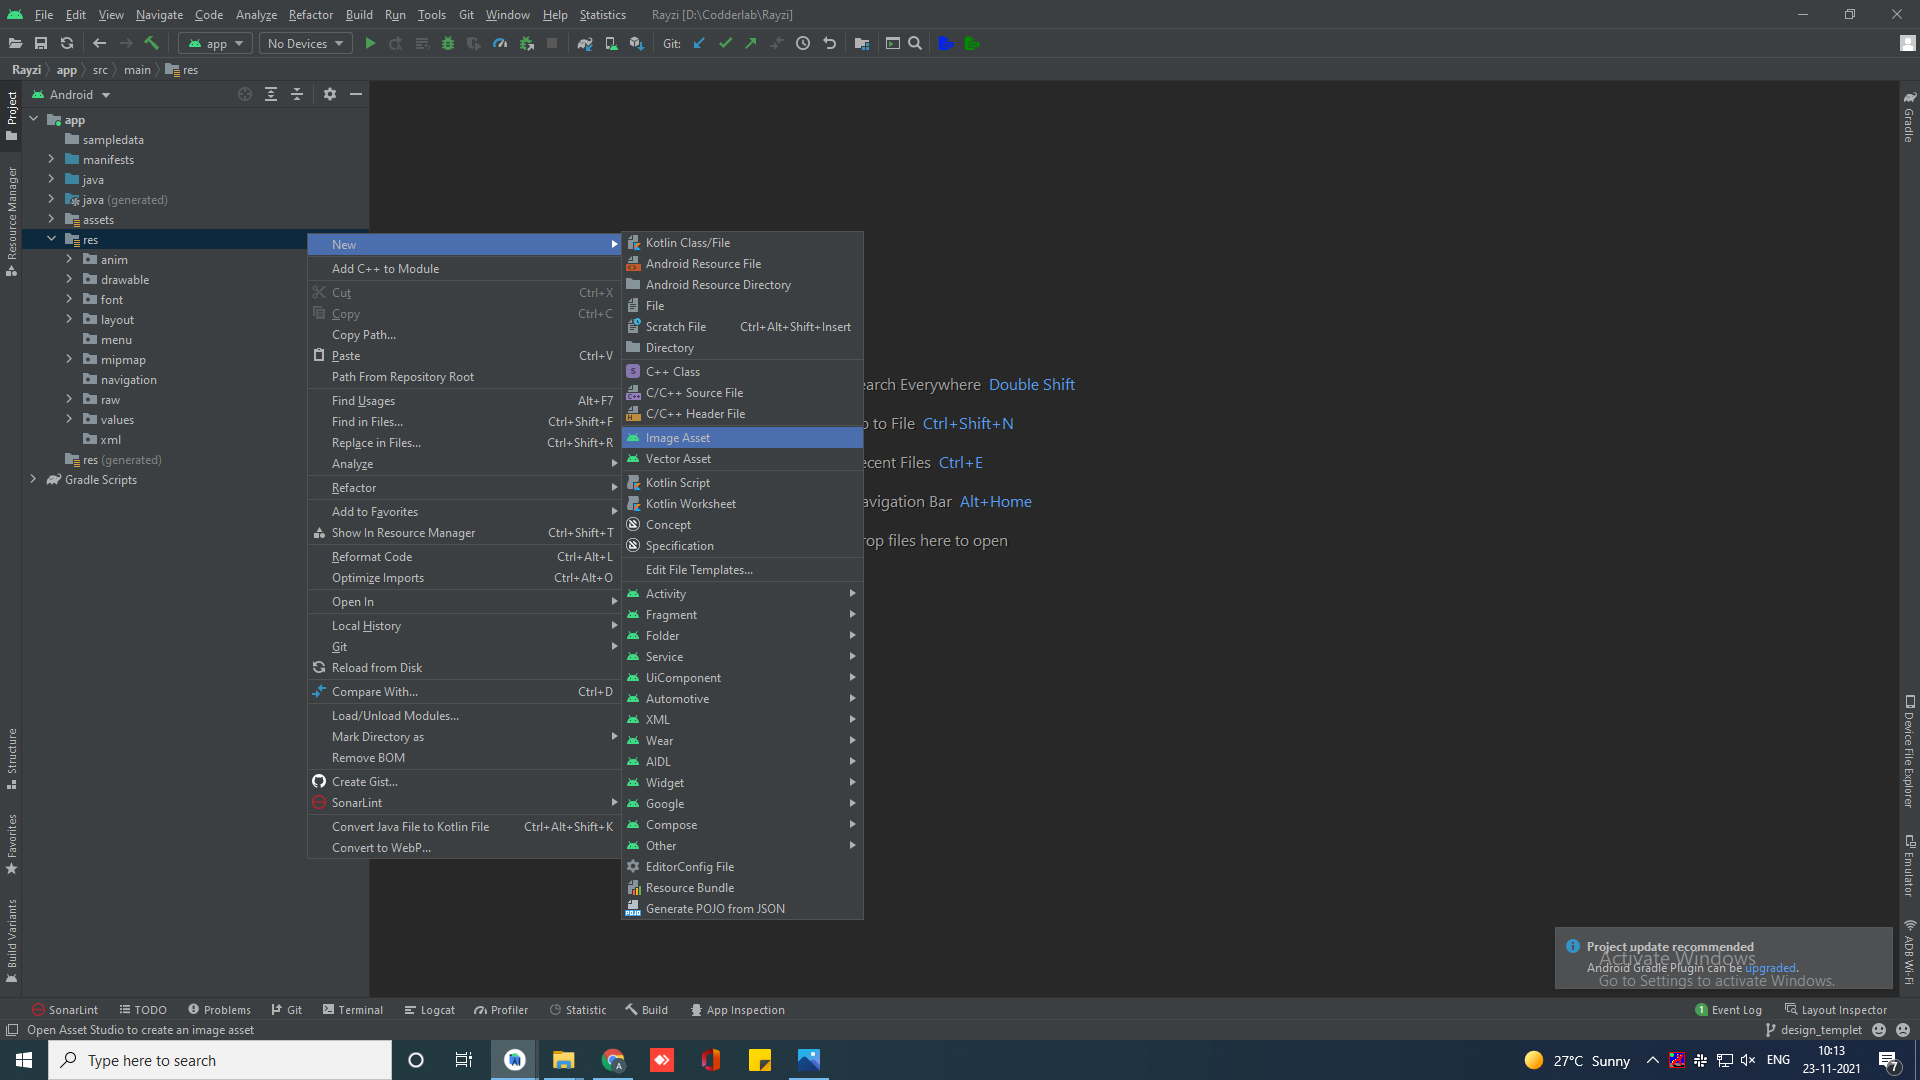 File Edit View Navigate Code Analyze Refactor Build Run Tools Git Window Help Statistics Rayzi [D:\Codderlab\Rayzi]
app No Devices Git:
Rayzi app src main res
Project
Resource Manager
Structure
Favorites
Build Variants
Android
app
sampledata
manifests
java
java (generated)
assets
res
anim
drawable
font
layout
menu
mipmap
navigation
raw
values
xml
res (generated)
Gradle Scripts
New
Add C++ to Module
Cut Ctrl+X
Copy Ctrl+C
Copy Path...
Paste Ctrl+V
Path From Repository Root
Find Usages Alt+F7
Find in Files... Ctrl+Shift+F
Replace in Files... Ctrl+Shift+R
Analyze
Refactor
Add to Favorites
Show In Resource Manager Ctrl+Shift+T
Reformat Code Ctrl+Alt+L
Optimize Imports Ctrl+Alt+O
Open In
Local History
Git
Reload from Disk
Compare With... Ctrl+D
Load/Unload Modules...
Mark Directory as
Remove BOM
Create Gist...
SonarLint
Convert Java File to Kotlin File Ctrl+Alt+Shift+K
Convert to WebP...
Kotlin Class/File
Android Resource File
Android Resource Directory
File
Scratch File Ctrl+Alt+Shift+Insert
Directory
C++ Class
C/C++ Source File
C/C++ Header File
Image Asset
Vector Asset
Kotlin Script
Kotlin Worksheet
Concept
Specification
Edit File Templates...
Activity
Fragment
Folder
Service
UiComponent
Automotive
XML
Wear
AIDL
Widget
Google
Compose
Other
EditorConfig File
Resource Bundle
Generate POJO from JSON
earch Everywhere Double Shift
o to File Ctrl+Shift+N
ecent Files Ctrl+E
avigation Bar Alt+Home
rop files here to open
Gradle
Device File Explorer
Emulator
ADB Wi-Fi
Project update recommended
Android Gradle Plugin can be upgraded.
Activate Windows
Go to Settings to activate Windows.
SonarLint TODO Problems Git Terminal Logcat Profiler Statistic Build App Inspection 1 Event Log Layout Inspector
Open Asset Studio to create an image asset design_templet
Type here to search 27°C Sunny ENG 10:13
23-11-2021 7